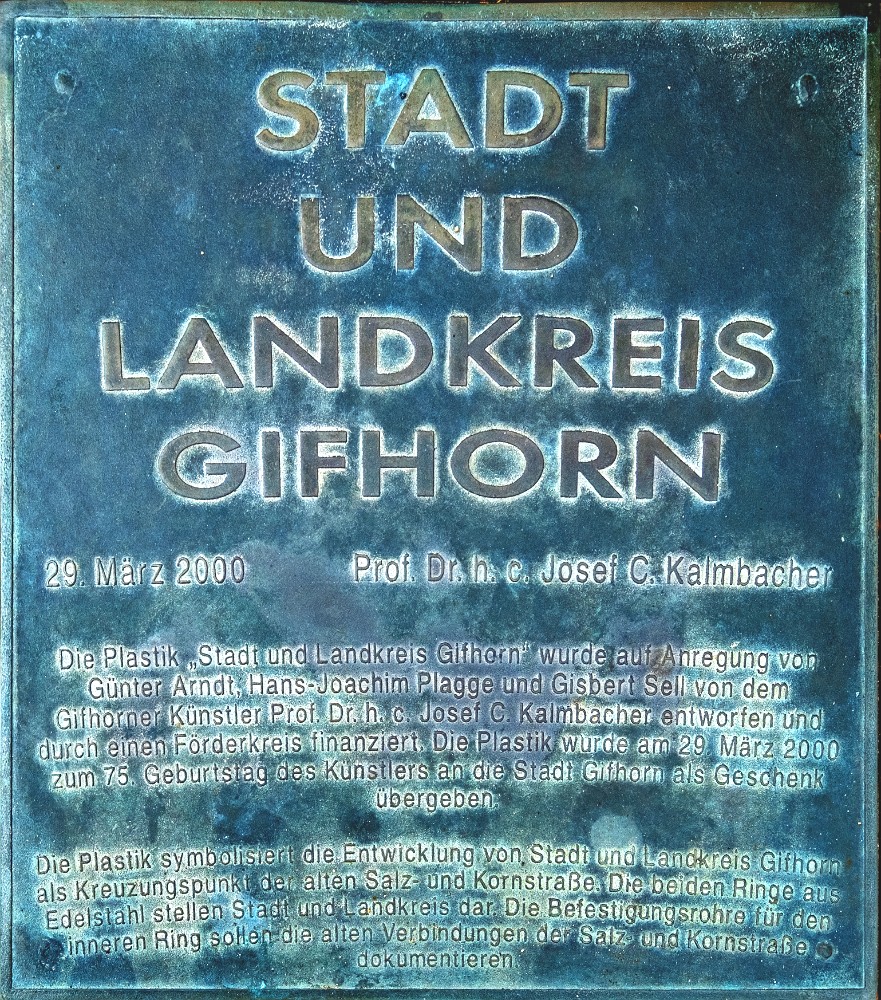 STADT
UND
LANDKREIS
GIFHORN
29. März 2000 Prof. Dr. h. c. Josef C. Kalmbacher
Die Plastik „Stadt und Landkreis Gifhorn“ wurde auf Anregung von
Günter Arndt, Hans-Joachim Plagge und Gisbert Sell von dem
Gifhorner Künstler Prof. Dr. h. c. Josef C. Kalmbacher entworfen und
durch einen Förderkreis finanziert. Die Plastik wurde am 29. März 2000
zum 75. Geburtstag des Künstlers an die Stadt Gifhorn als Geschenk
übergeben.
Die Plastik symbolisiert die Entwicklung von Stadt und Landkreis Gifhorn
als Kreuzungspunkt der alten Salz- und Kornstraße. Die beiden Ringe aus
Edelstahl stellen Stadt und Landkreis dar. Die Befestigungsrohre für den
inneren Ring sollen die alten Verbindungen der Salz- und Kornstraße
dokumentieren.